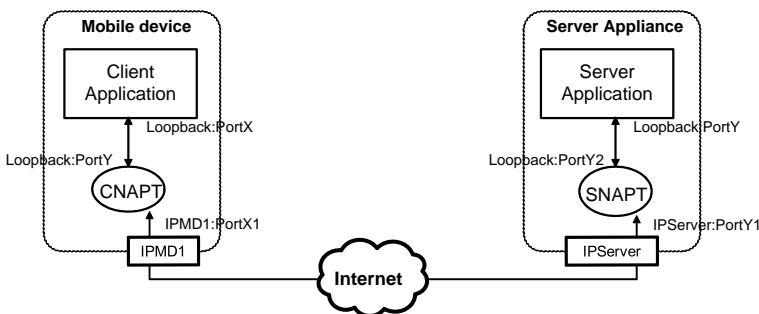 Mobile device
Client
Application
Loopback:PortX
Loopback:PortY
CNAPT
IPMD1:PortX1
IPMD1
Internet
Server Appliance
Server
Application
Loopback:PortY
Loopback:PortY2
SNAPT
IPServer:PortY1
IPServer